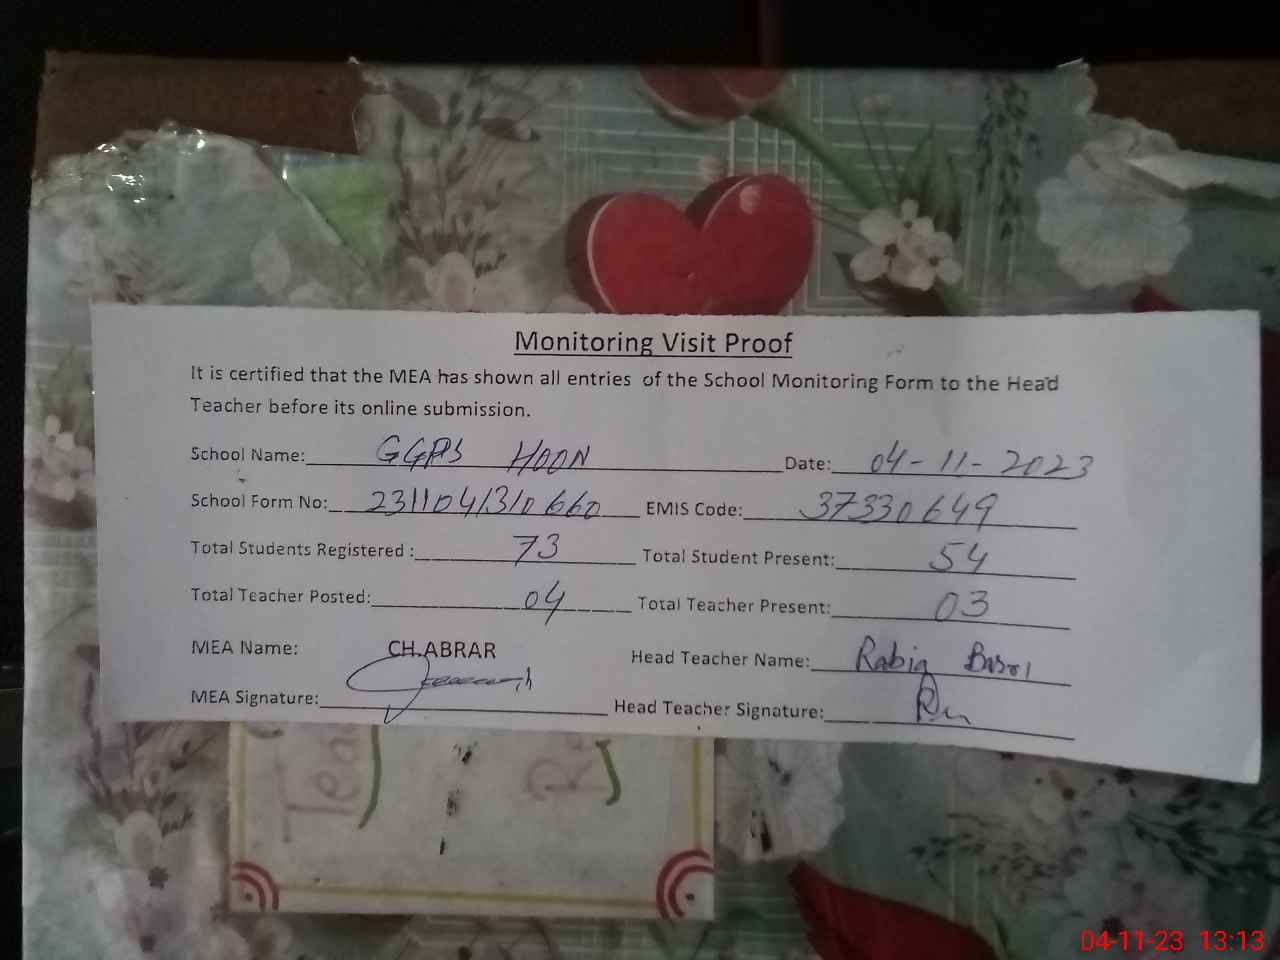 Monitoring Visit Proof
It is certified that the MEA has shown all entries of the School Monitoring Form to the Head
Teacher before its online submission.
School Name: GGPS HOON Date: 04-11-2023
School Form No: 231104/310660 EMIS Code: 37330649
Total Students Registered : 73 Total Student Present: 54
Total Teacher Posted: 04 Total Teacher Present: 03
MEA Name: CH.ABRAR Head Teacher Name: Rabia
MEA Signature: Head Teacher Signature:
04-11-23 13:13